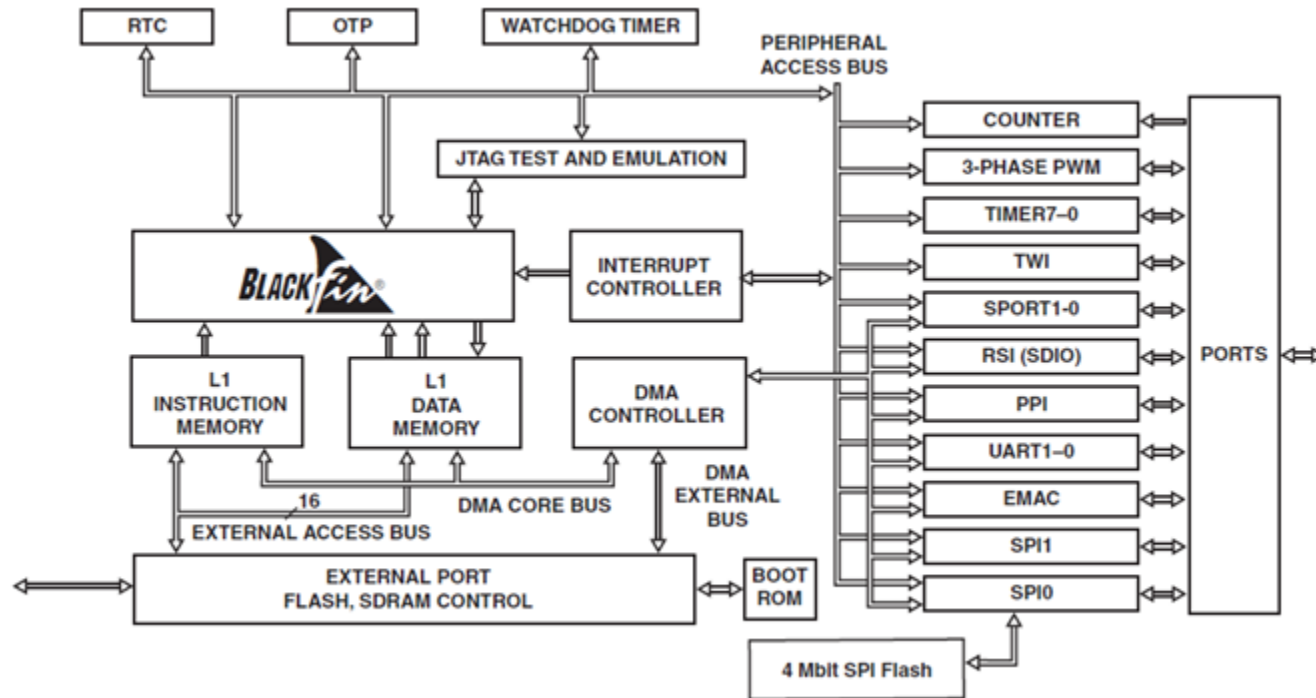 RTC
OTP
WATCHDOG TIMER
PERIPHERAL
ACCESS BUS
COUNTER
JTAG TEST AND EMULATION
3-PHASE PWM
TIMER7–0
BLACKfin®
INTERRUPT
CONTROLLER
TWI
SPORT1-0
RSI (SDIO)
PORTS
L1
INSTRUCTION
MEMORY
L1
DATA
MEMORY
DMA
CONTROLLER
PPI
UART1–0
EMAC
SPI1
SPI0
16
DMA CORE BUS
EXTERNAL ACCESS BUS
DMA
EXTERNAL
BUS
EXTERNAL PORT
FLASH, SDRAM CONTROL
BOOT
ROM
4 Mbit SPI Flash